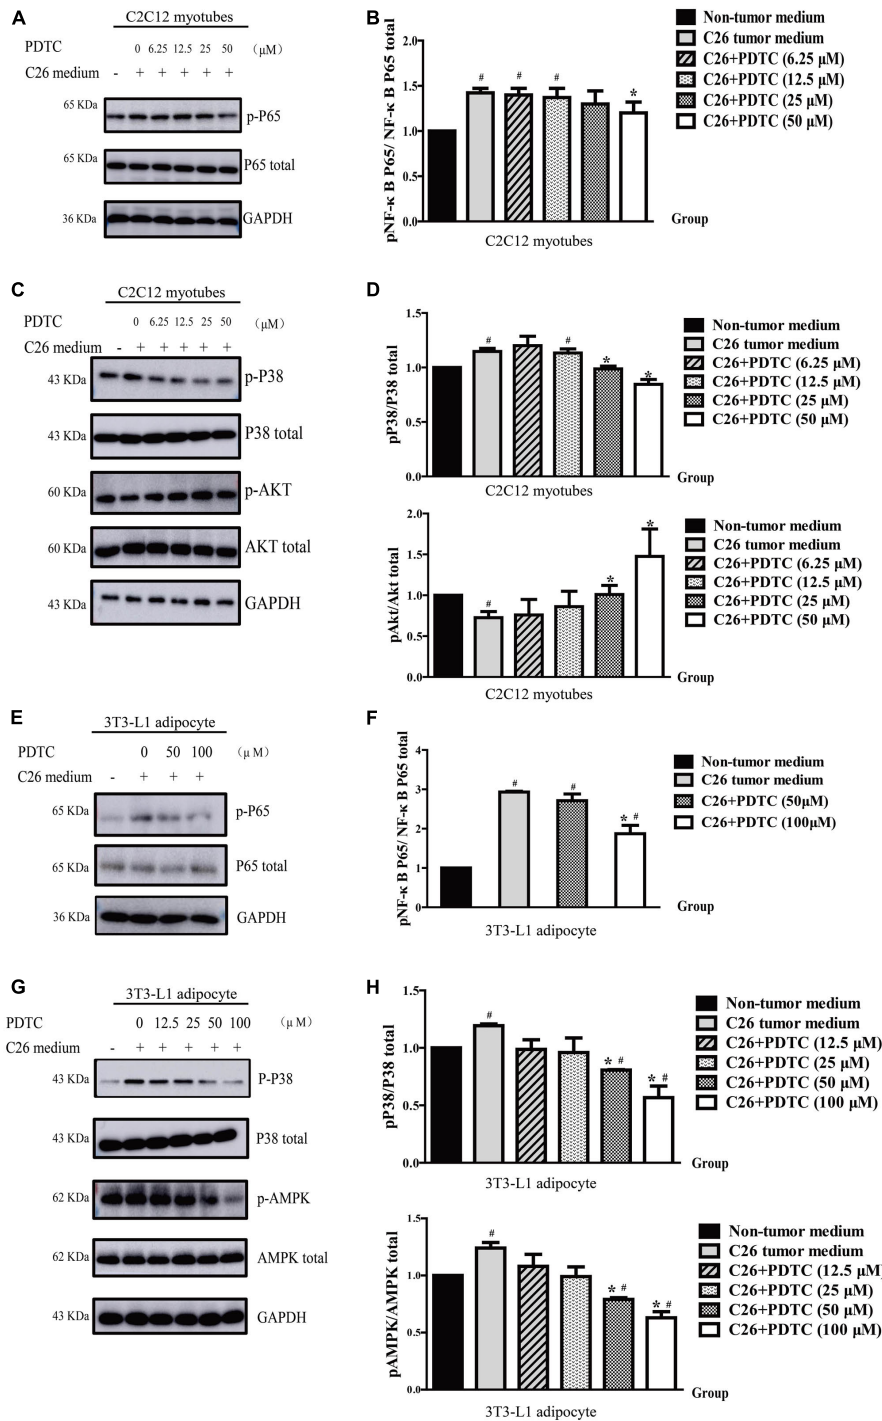 A
C2C12 myotubes
PDTC 0 6.25 12.5 25 50 (μM)
C26 medium - + + + + +
65 KDa p-P65
65 KDa P65 total
36 KDa GAPDH
B
pNF-κ B P65/ NF-κ B P65 total
2.0
1.5
1.0
0.5
0.0
# # # *
C2C12 myotubes
Group
Non-tumor medium
C26 tumor medium
C26+PDTC (6.25 μM)
C26+PDTC (12.5 μM)
C26+PDTC (25 μM)
C26+PDTC (50 μM)
C
C2C12 myotubes
PDTC 0 6.25 12.5 25 50 (μM)
C26 medium - + + + + +
43 KDa p-P38
43 KDa P38 total
60 KDa p-AKT
60 KDa AKT total
43 KDa GAPDH
D
pP38/P38 total
1.5
1.0
0.5
0.0
# # * *
C2C12 myotubes
Group
Non-tumor medium
C26 tumor medium
C26+PDTC (6.25 μM)
C26+PDTC (12.5 μM)
C26+PDTC (25 μM)
C26+PDTC (50 μM)
pAkt/Akt total
2.0
1.5
1.0
0.5
0.0
# * *
C2C12 myotubes
Group
Non-tumor medium
C26 tumor medium
C26+PDTC (6.25 μM)
C26+PDTC (12.5 μM)
C26+PDTC (25 μM)
C26+PDTC (50 μM)
E
3T3-L1 adipocyte
PDTC 0 50 100 (μ M)
C26 medium - + + +
65 KDa p-P65
65 KDa P65 total
36 KDa GAPDH
F
pNF-κ B P65/ NF-κ B P65 total
4
3
2
1
0
# # * #
3T3-L1 adipocyte
Group
Non-tumor medium
C26 tumor medium
C26+PDTC (50μM)
C26+PDTC (100μM)
G
3T3-L1 adipocyte
PDTC 0 12.5 25 50 100 (μ M)
C26 medium - + + + + +
43 KDa P-P38
43 KDa P38 total
62 KDa p-AMPK
62 KDa AMPK total
43 KDa GAPDH
H
pP38/P38 total
1.5
1.0
0.5
0.0
# * # * #
3T3-L1 adipocyte
Group
Non-tumor medium
C26 tumor medium
C26+PDTC (12.5 μM)
C26+PDTC (25 μM)
C26+PDTC (50 μM)
C26+PDTC (100 μM)
pAMPK/AMPK total
1.5
1.0
0.5
0.0
# * # * #
3T3-L1 adipocyte
Group
Non-tumor medium
C26 tumor medium
C26+PDTC (12.5 μM)
C26+PDTC (25 μM)
C26+PDTC (50 μM)
C26+PDTC (100 μM)